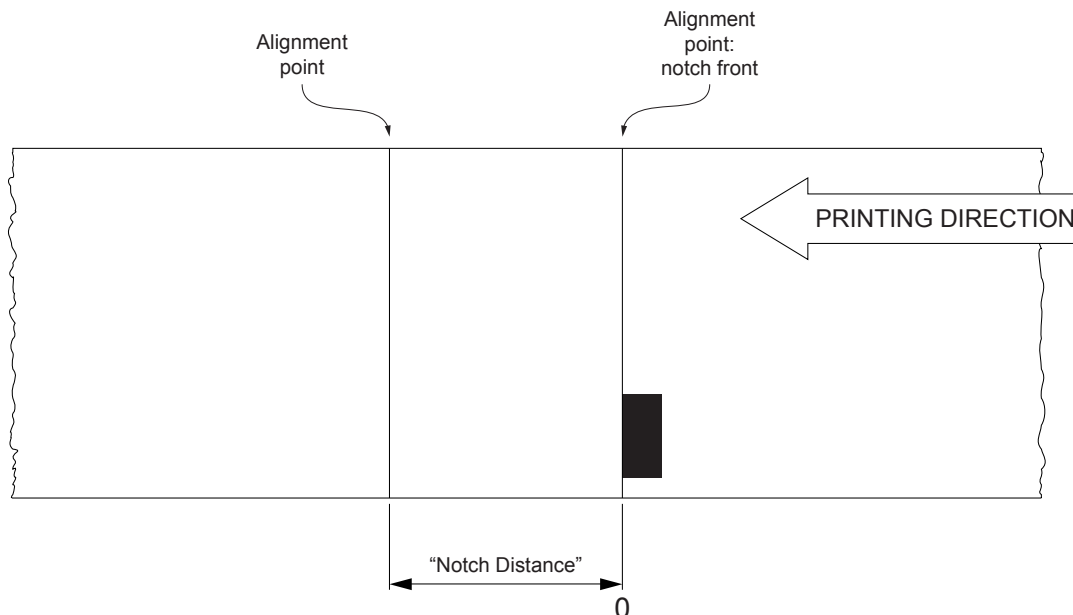 Alignment
point
Alignment
point:
notch front
PRINTING DIRECTION
“Notch Distance”
0